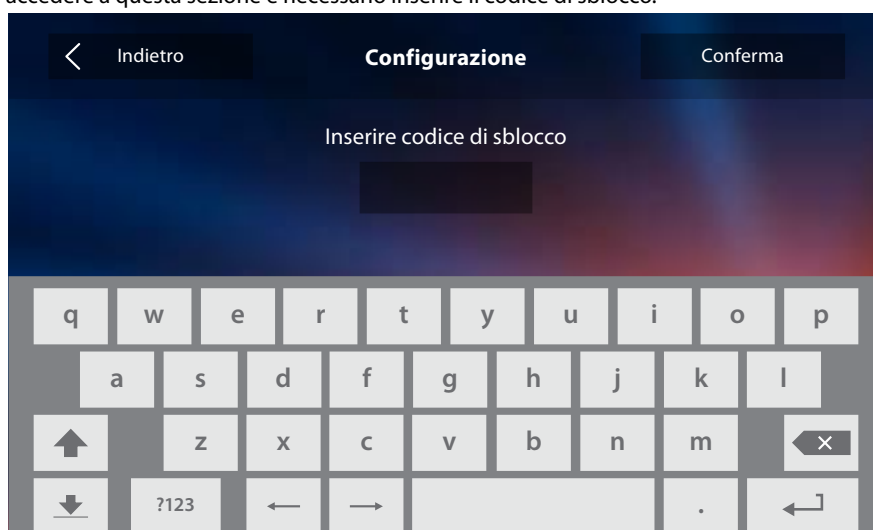 accedere a questa sezione è necessario inserire il codice di sblocco.
Indietro Configurazione Conferma
Inserire codice di sblocco
q w e r t y u i o p
a s d f g h j k l
z x c v b n m
?123 .